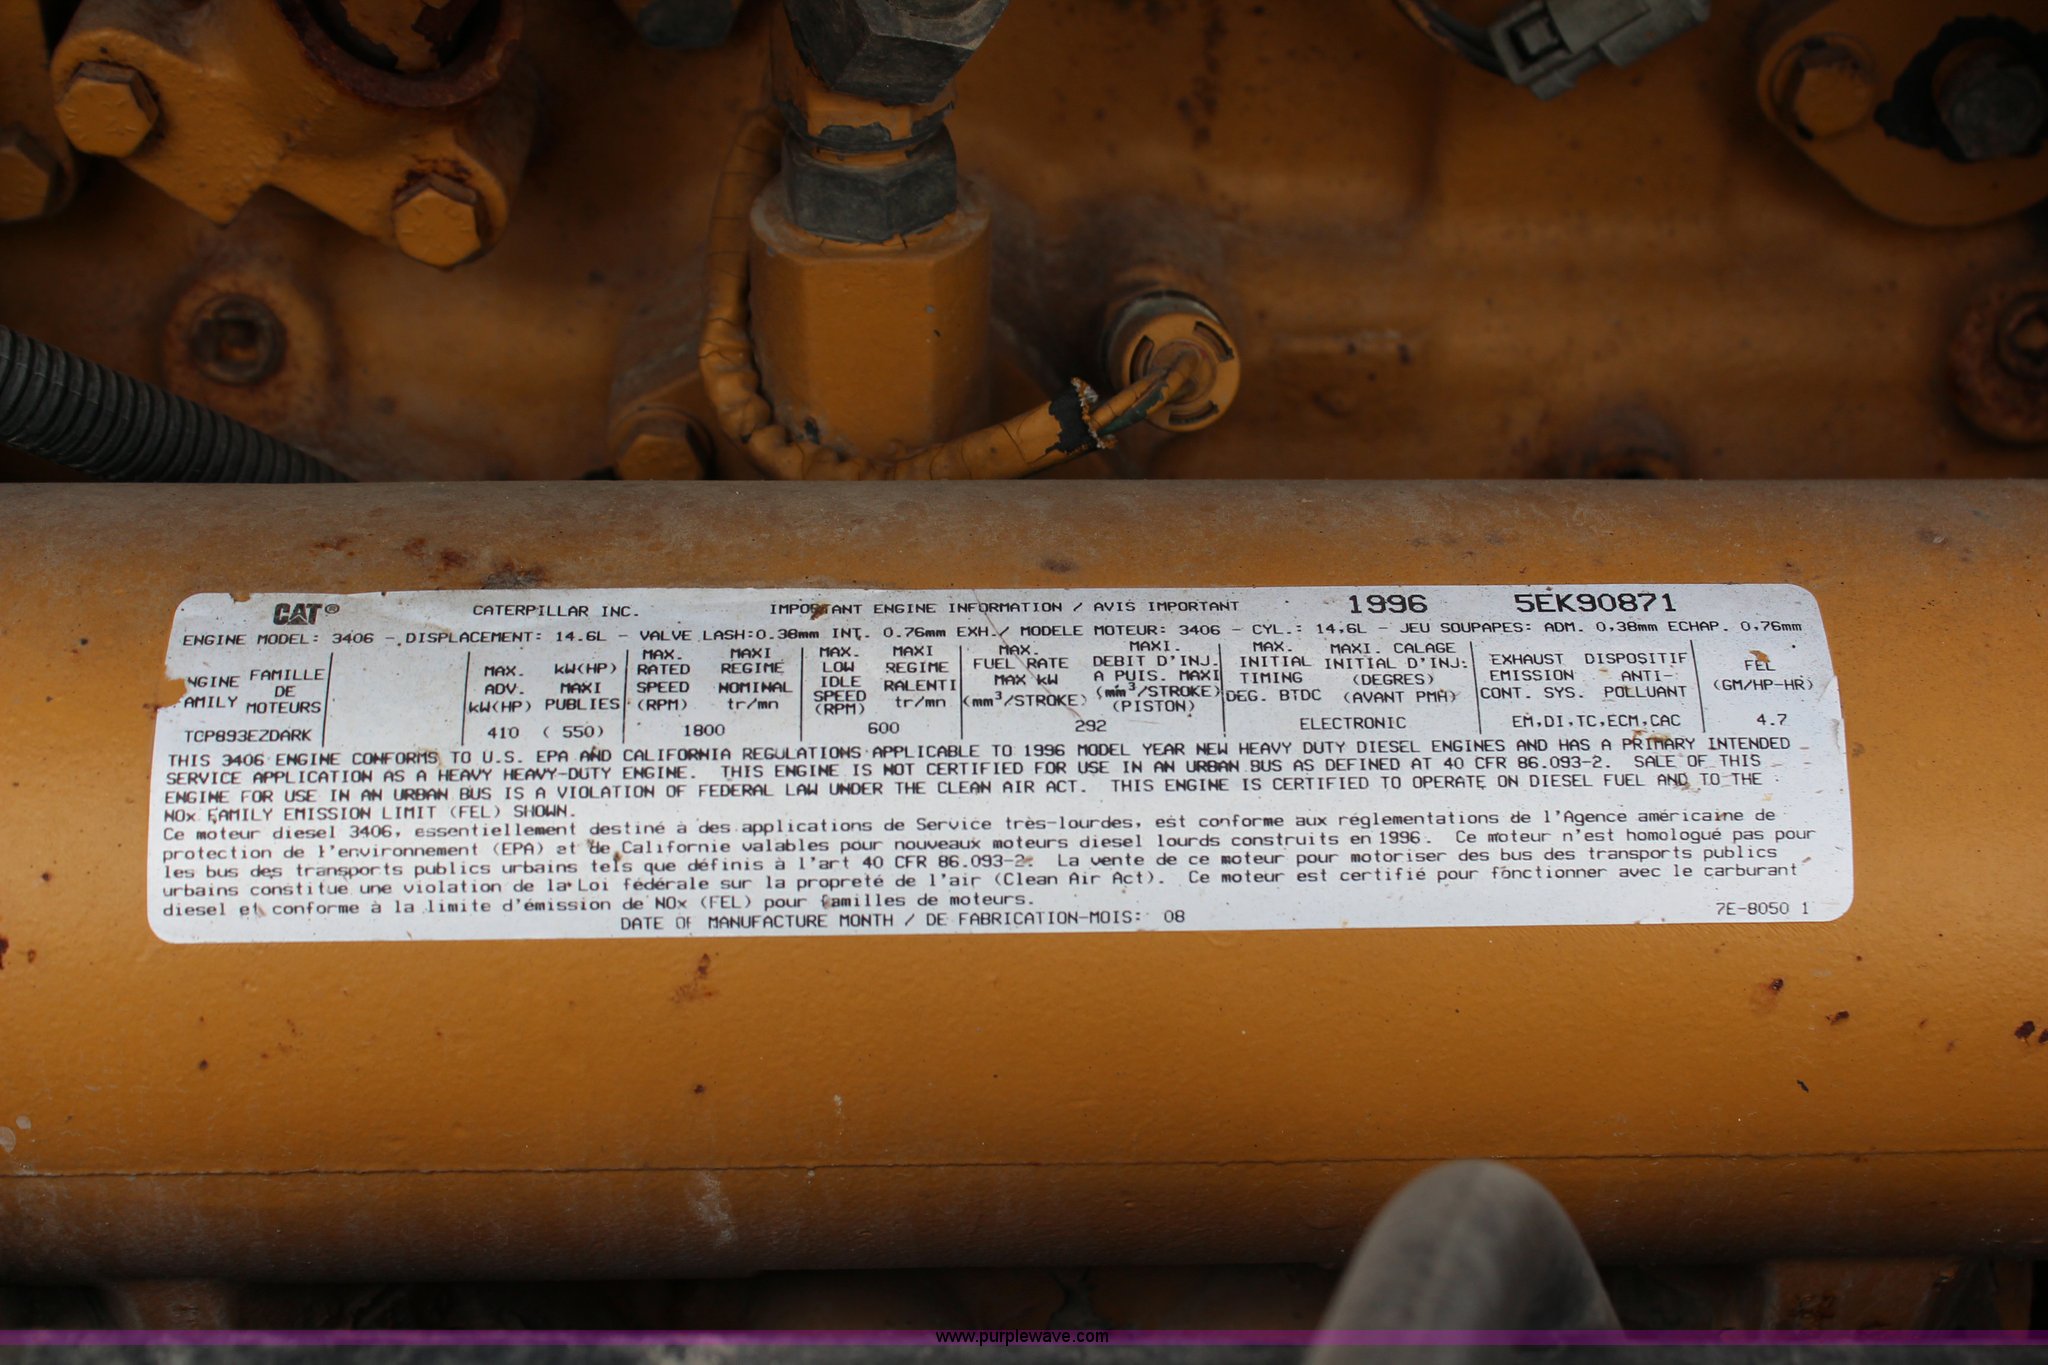 CAT® CATERPILLAR INC. IMPORTANT ENGINE INFORMATION / AVIS IMPORTANT 1996 5EK90871
ENGINE MODEL: 3406 - DISPLACEMENT: 14.6L - VALVE LASH:0.38mm INT. 0.76mm EXH./ MODELE MOTEUR: 3406 - CYL.: 14,6L - JEU SOUPAPES: ADM. 0,38mm ECHAP. 0,76mm
NGINE FAMILLE MAX. kW(HP) MAX. MAXI MAX. MAXI MAX. MAXI. MAX. MAXI. CALAGE EXHAUST DISPOSITIF FEL
AMILY DE ADV. MAXI RATED REGIME LOW REGIME FUEL RATE DEBIT D'INJ. INITIAL INITIAL D'INJ: EMISSION ANTI- (GM/HP-HR)
MOTEURS kW(HP) PUBLIES SPEED NOMINAL IDLE RALENTI MAX kW A PUIS. MAXI TIMING (DEGRES) CONT. SYS. POLLUANT
(RPM) tr/mn SPEED tr/mn (mm³/STROKE) (mm³/STROKE) DEG. BTDC (AVANT PMH)
(RPM) (PISTON)
TCP893EZDARK 410 ( 550) 1800 600 292 ELECTRONIC EM,DI,TC,ECM,CAC 4.7
THIS 3406 ENGINE CONFORMS TO U.S. EPA AND CALIFORNIA REGULATIONS APPLICABLE TO 1996 MODEL YEAR NEW HEAVY DUTY DIESEL ENGINES AND HAS A PRIMARY INTENDED
SERVICE APPLICATION AS A HEAVY HEAVY-DUTY ENGINE. THIS ENGINE IS NOT CERTIFIED FOR USE IN AN URBAN BUS AS DEFINED AT 40 CFR 86.093-2. SALE OF THIS
ENGINE FOR USE IN AN URBAN BUS IS A VIOLATION OF FEDERAL LAW UNDER THE CLEAN AIR ACT. THIS ENGINE IS CERTIFIED TO OPERATE ON DIESEL FUEL AND TO THE
NOx FAMILY EMISSION LIMIT (FEL) SHOWN.
Ce moteur diesel 3406, essentiellement destiné à des applications de Service très-lourdes, est conforme aux réglementations de l'Agence américaine de
protection de l'environnement (EPA) et de Californie valables pour nouveaux moteurs diesel lourds construits en 1996. Ce moteur n'est homologué pas pour
les bus des transports publics urbains tels que définis à l'art 40 CFR 86.093-2. La vente de ce moteur pour motoriser des bus des transports publics
urbains constitue une violation de la Loi fédérale sur la propreté de l'air (Clean Air Act). Ce moteur est certifié pour fonctionner avec le carburant
diesel et conforme à la limite d'émission de NOx (FEL) pour familles de moteurs.
DATE OF MANUFACTURE MONTH / DE FABRICATION-MOIS: 08 7E-8050 1
www.purplewave.com